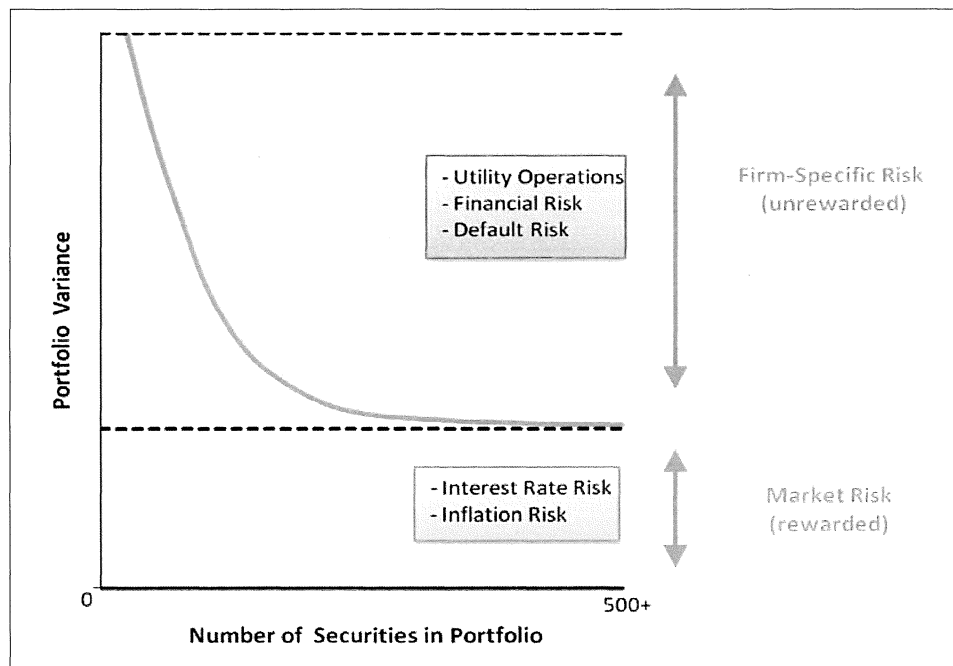 - Utility Operations
- Financial Risk
- Default Risk
Firm-Specific Risk
(unrewarded)
Portfolio Variance
- Interest Rate Risk
- Inflation Risk
Market Risk
(rewarded)
0
500+
Number of Securities in Portfolio